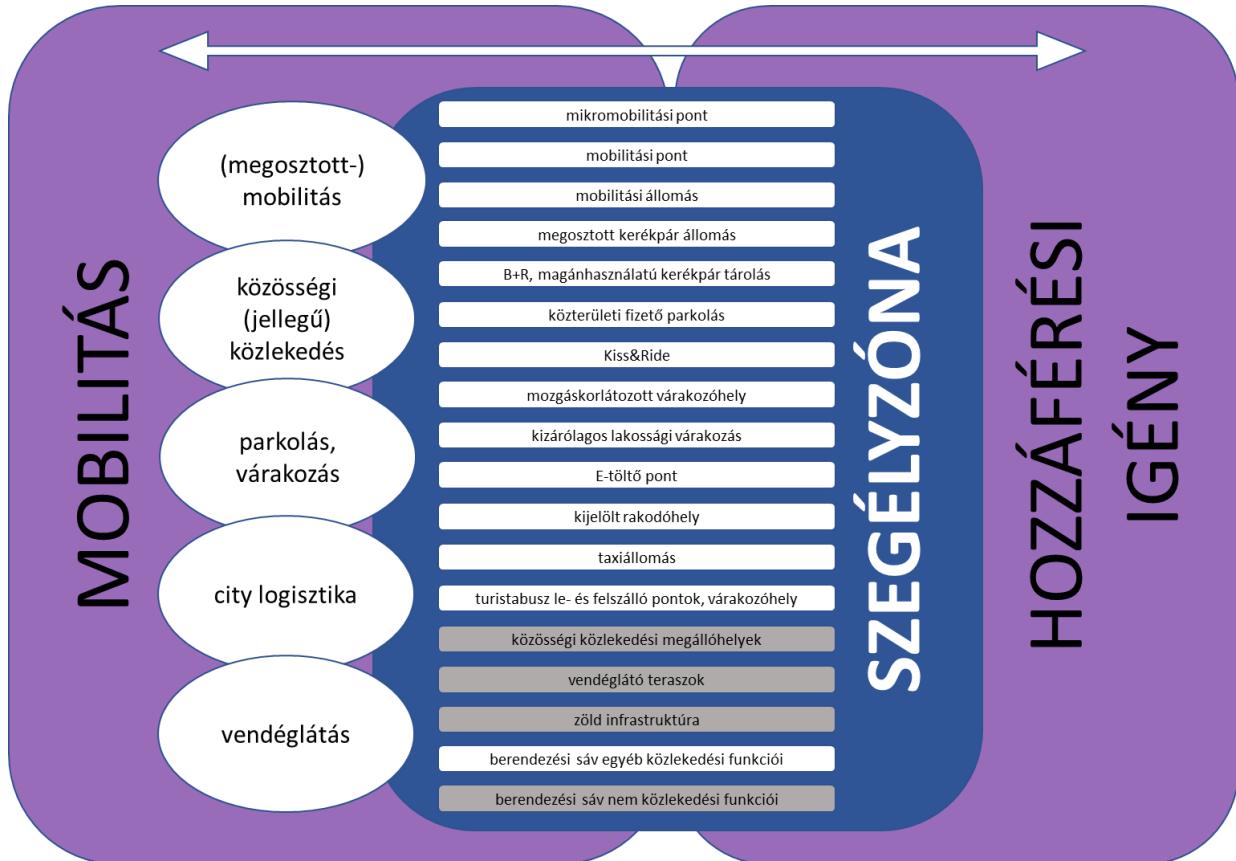 MOBILITÁS
(megosztott-)
mobilitás
közösségi
(jellegű)
közlekedés
parkolás,
várakozás
city logisztika
vendéglátás
mikromobilitási pont
mobilitási pont
mobilitási állomás
megosztott kerékpár állomás
B+R, magánhasználatú kerékpár tárolás
közterületi fizető parkolás
Kiss&Ride
mozgáskorlátozott várakozóhely
kizárólagos lakossági várakozás
E-töltő pont
kijelölt rakodóhely
taxiállomás
turistabusz le- és felszálló pontok, várakozóhely
közösségi közlekedési megállóhelyek
vendéglátó teraszok
zöld infrastruktúra
berendezési sáv egyéb közlekedési funkciói
berendezési sáv nem közlekedési funkciói
SZEGÉLYZÓNA
HOZZÁFÉRÉSI
IGÉNY